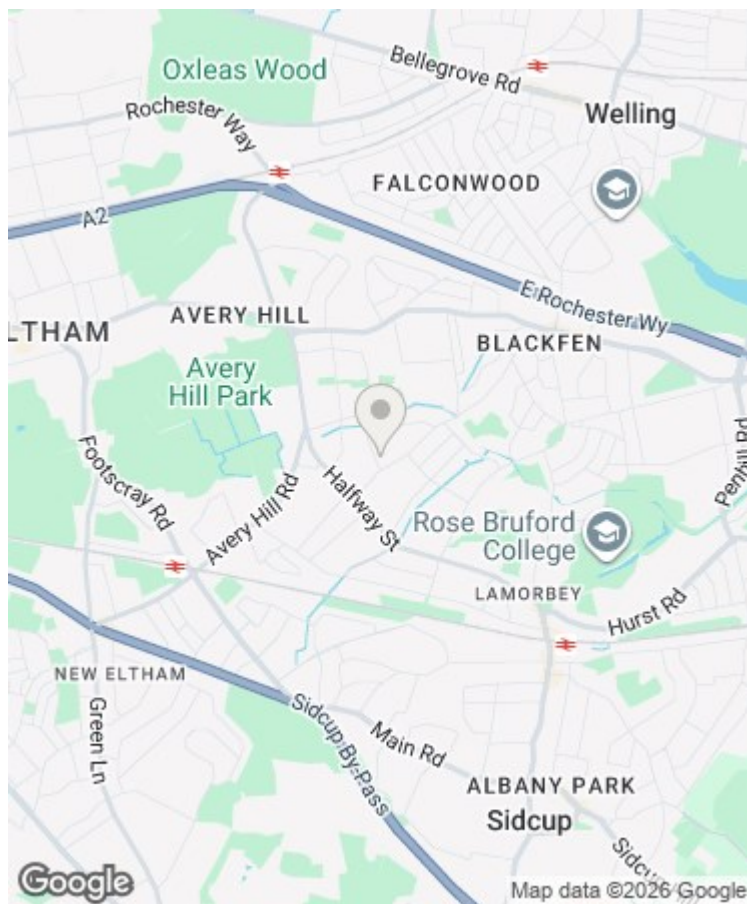 Oxleas Wood
Bellegrove Rd
Rochester Way
Welling
FALCONWOOD
A2
E Rochester Wy
AVERY HILL
LTHAM
BLACKFEN
Avery
Hill Park
Penhill Rd
Footscray Rd
Halfway St
Avery Hill Rd
Rose Bruford
College
LAMORBEY
Hurst Rd
NEW ELTHAM
Green Ln
Sidcup By-Pass
Main Rd
ALBANY PARK
Sidcup
Google
Map data ©2026 Google